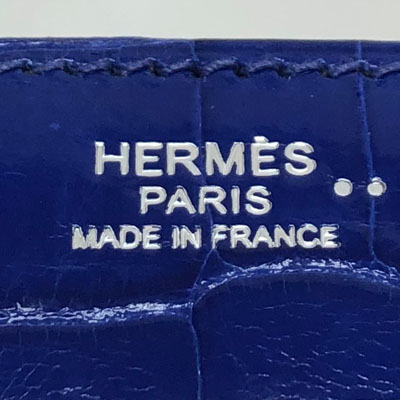 HERMÈS ..
PARIS
MADE IN FRANCE